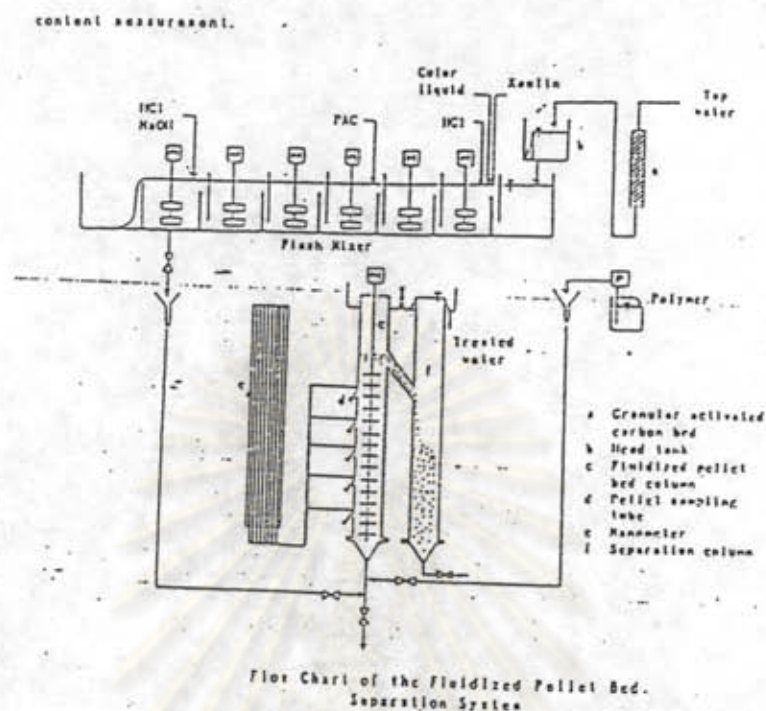 content measurement.
Color
liquid
Kaolin
Tap
water
HCl
NaOH
PAC
HCl
b
a
Flash Mixer
P
Polymer
c
Treated
water
e
d
f
a Granular activated
carbon bed
b Head tank
c Fluidized pellet
bed column
d Pellet sampling
tube
e Manometer
f Separation column
Flow Chart of the Fluidized Pellet Bed.
Separation System